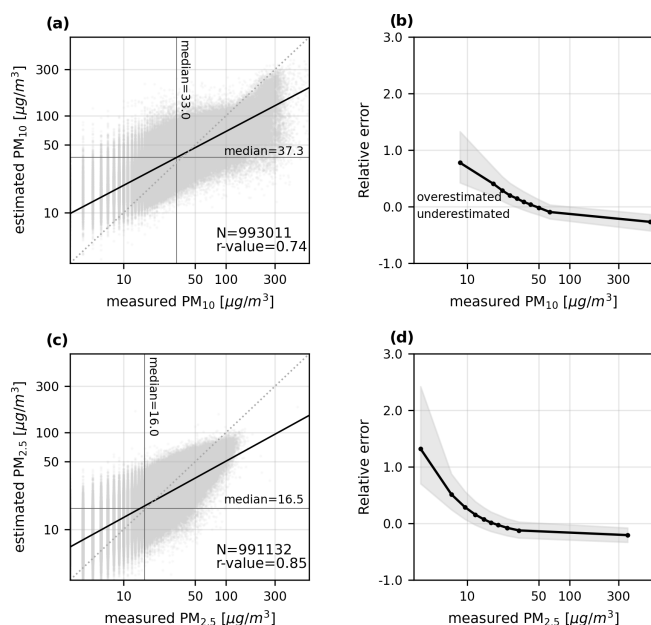 (a)
300
100
50
10
estimated PM10 [μg/m³]
median=33.0
median=37.3
N=993011
r-value=0.74
10
50
100
300
measured PM10 [μg/m³]
(b)
3.0
2.0
1.0
0.0
-1.0
Relative error
overestimated
underestimated
10
50
100
300
measured PM10 [μg/m³]
(c)
300
100
50
10
estimated PM2.5 [μg/m³]
median=16.0
median=16.5
N=991132
r-value=0.85
10
50
100
300
measured PM2.5 [μg/m³]
(d)
3.0
2.0
1.0
0.0
-1.0
Relative error
10
50
100
300
measured PM2.5 [μg/m³]